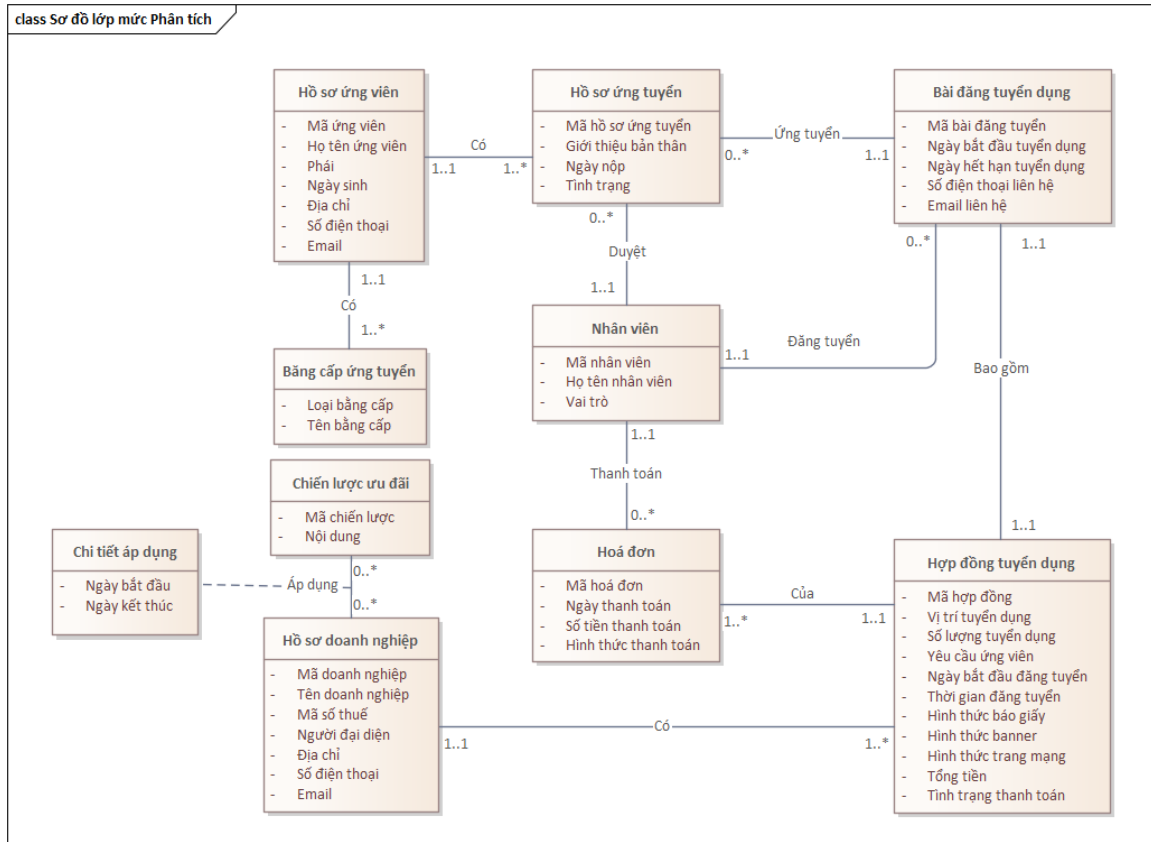 class Sơ đồ lớp mức Phân tích
Hồ sơ ứng viên
- Mã ứng viên
- Họ tên ứng viên
- Phái
- Ngày sinh
- Địa chỉ
- Số điện thoại
- Email
Có
1..1
1..*
Hồ sơ ứng tuyển
- Mã hồ sơ ứng tuyển
- Giới thiệu bản thân
- Ngày nộp
- Tình trạng
Ứng tuyển
0..*
1..1
Bài đăng tuyển dụng
- Mã bài đăng tuyển
- Ngày bắt đầu tuyển dụng
- Ngày hết hạn tuyển dụng
- Số điện thoại liên hệ
- Email liên hệ
1..1
Có
1..*
0..*
Duyệt
1..1
0..*
1..1
Băng cấp ứng tuyển
- Loại bằng cấp
- Tên bằng cấp
Nhân viên
- Mã nhân viên
- Họ tên nhân viên
- Vai trò
1..1
Đăng tuyển
Bao gồm
1..1
Thanh toán
0..*
1..1
Chiến lược ưu đãi
- Mã chiến lược
- Nội dung
Chi tiết áp dụng
- Ngày bắt đầu
- Ngày kết thúc
0..*
Áp dụng
0..*
Hoá đơn
- Mã hoá đơn
- Ngày thanh toán
- Số tiền thanh toán
- Hình thức thanh toán
Của
1..*
1..1
Hợp đồng tuyển dụng
- Mã hợp đồng
- Vị trí tuyển dụng
- Số lượng tuyển dụng
- Yêu cầu ứng viên
- Ngày bắt đầu đăng tuyển
- Thời gian đăng tuyển
- Hình thức báo giấy
- Hình thức banner
- Hình thức trang mạng
- Tổng tiền
- Tình trạng thanh toán
Hồ sơ doanh nghiệp
- Mã doanh nghiệp
- Tên doanh nghiệp
- Mã số thuế
- Người đại diện
- Địa chỉ
- Số điện thoại
- Email
Có
1..1
1..*